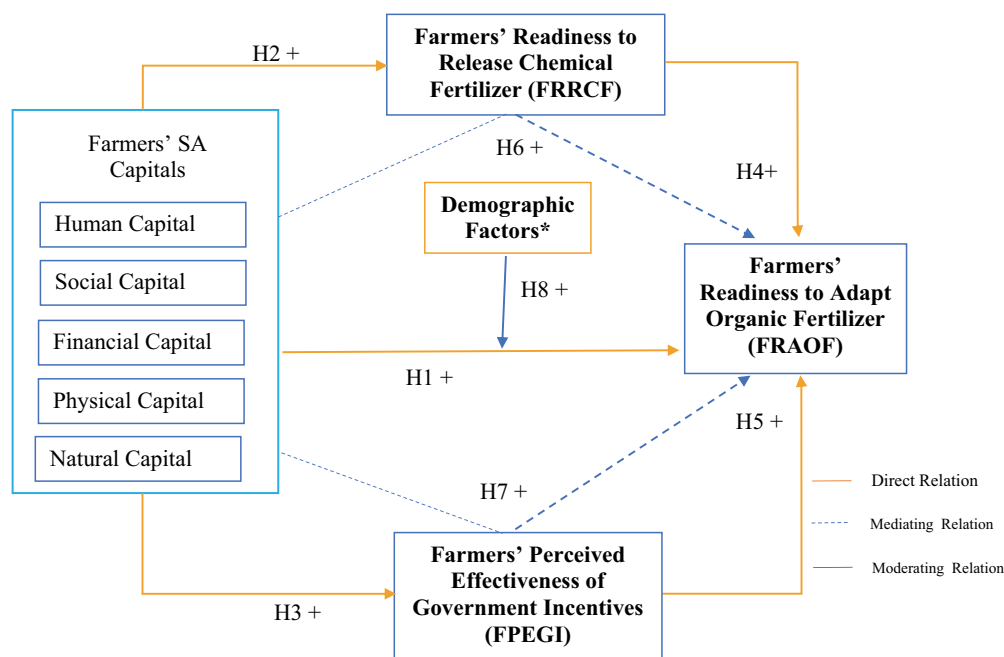 H2 +
Farmers’ Readiness to
Release Chemical
Fertilizer (FRRCF)
Farmers’ SA
Capitals
Human Capital
Social Capital
Financial Capital
Physical Capital
Natural Capital
H6 +
H4+
Demographic
Factors*
H8 +
Farmers’
Readiness to Adapt
Organic Fertilizer
(FRAOF)
H1 +
H5 +
H7 +
H3 +
Farmers’ Perceived
Effectiveness of
Government Incentives
(FPEGI)
Direct Relation
Mediating Relation
Moderating Relation